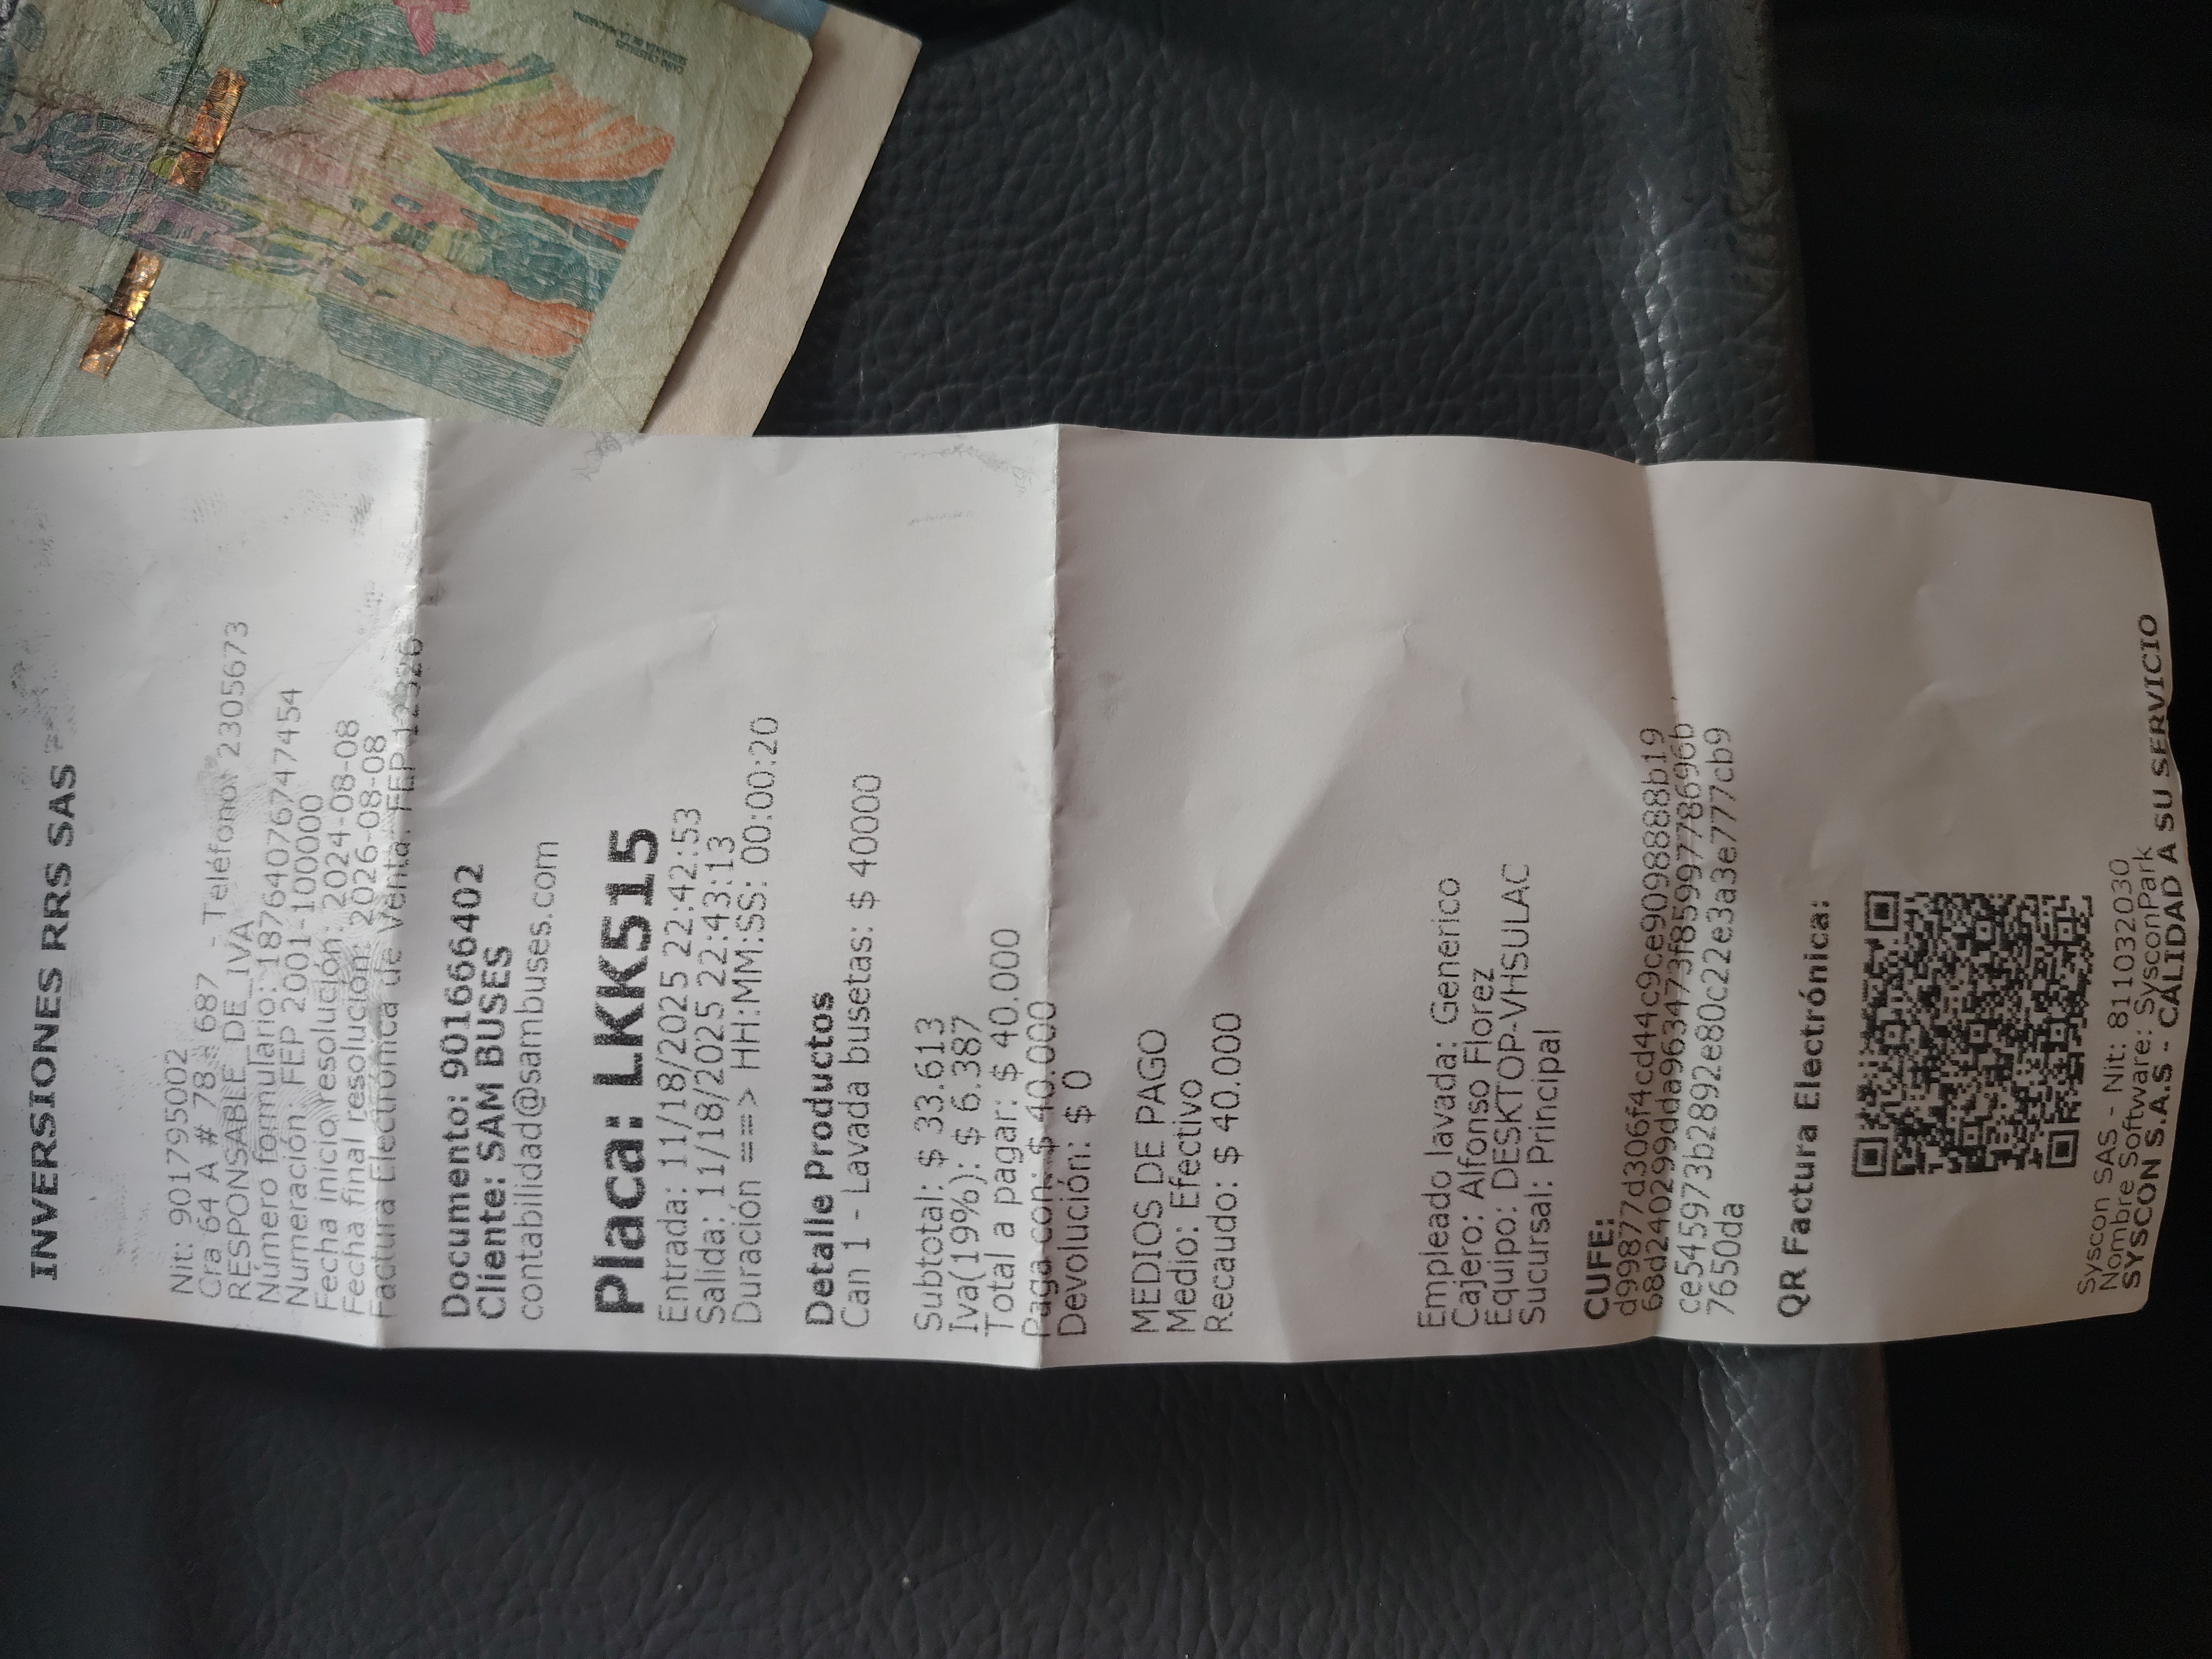 INVERSIONES RRS SAS
Nit: 901795002
Cra 64 A # 78 - 687 - Teléfono: 2305673
RESPONSABLE_DE_IVA
Número formulario: 18764076747454
Numeración: FEP 2001-100000
Fecha inicio resolución: 2024-08-08
Fecha final resolución: 2026-08-08
Factura Electrónica de Venta: FEP
Documento: 901666402
Cliente: SAM BUSES
contabilidad@sambuses.com
Placa: LKK515
Entrada: 11/18/2025 22:42:53
Salida: 11/18/2025 22:43:13
Duración ===> HH:MM:SS: 00:00:20
Detalle Productos
Can 1 - Lavada busetas: $ 40000
Subtotal: $ 33.613
Iva(19%): $ 6.387
Total a pagar: $ 40.000
Paga con: $ 40.000
Devolución: $ 0
MEDIOS DE PAGO
Medio: Efectivo
Recaudo: $ 40.000
Empleado lavada: Generico
Cajero: Alfonso Florez
Equipo: DESKTOP-VHSULAC
Sucursal: Principal
CUFE:
d99877d306f4cd44c9ce9098888b19
68d240299dda963473f8599778696b
ce545973b2892e80c22e3a3e777cb9
7650da
QR Factura Electrónica:
Syscon SAS - Nit: 811032030
Nombre Software: SysconPark
SYSCON S.A.S - CALIDAD A SU SERVICIO